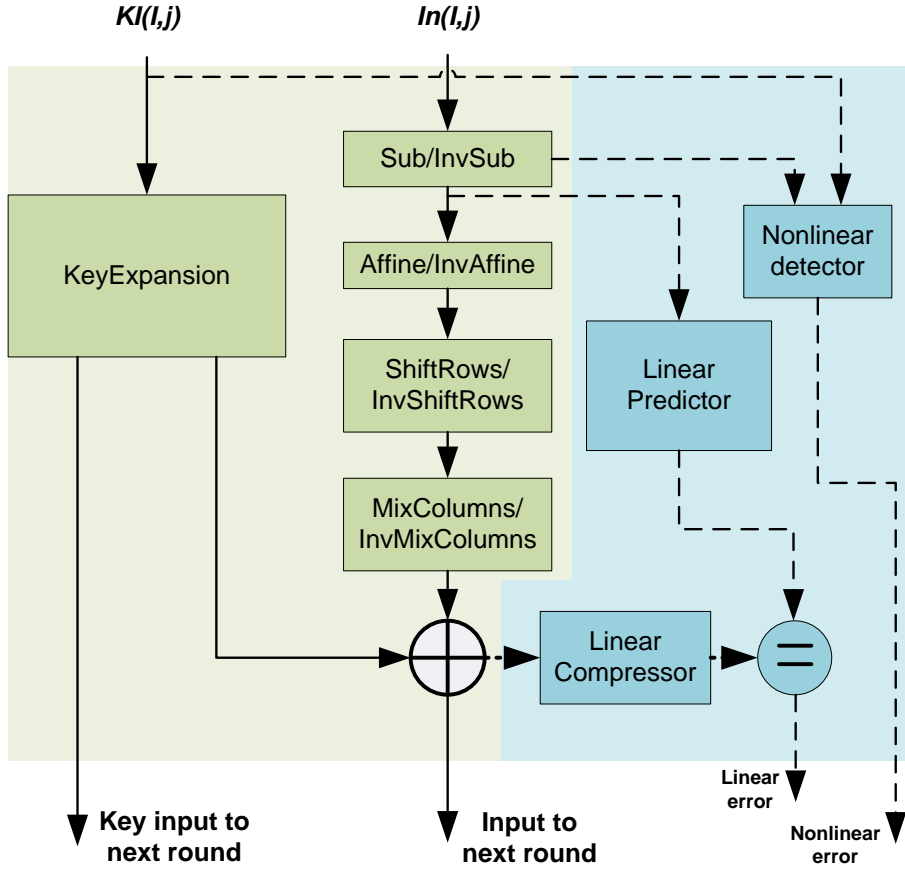 KI(I,j)
In(I,j)
Sub/InvSub
KeyExpansion
Affine/InvAffine
Nonlinear
detector
ShiftRows/
InvShiftRows
Linear
Predictor
MixColumns/
InvMixColumns
Linear
Compressor
=
Linear
error
Key input to
next round
Input to
next round
Nonlinear
error